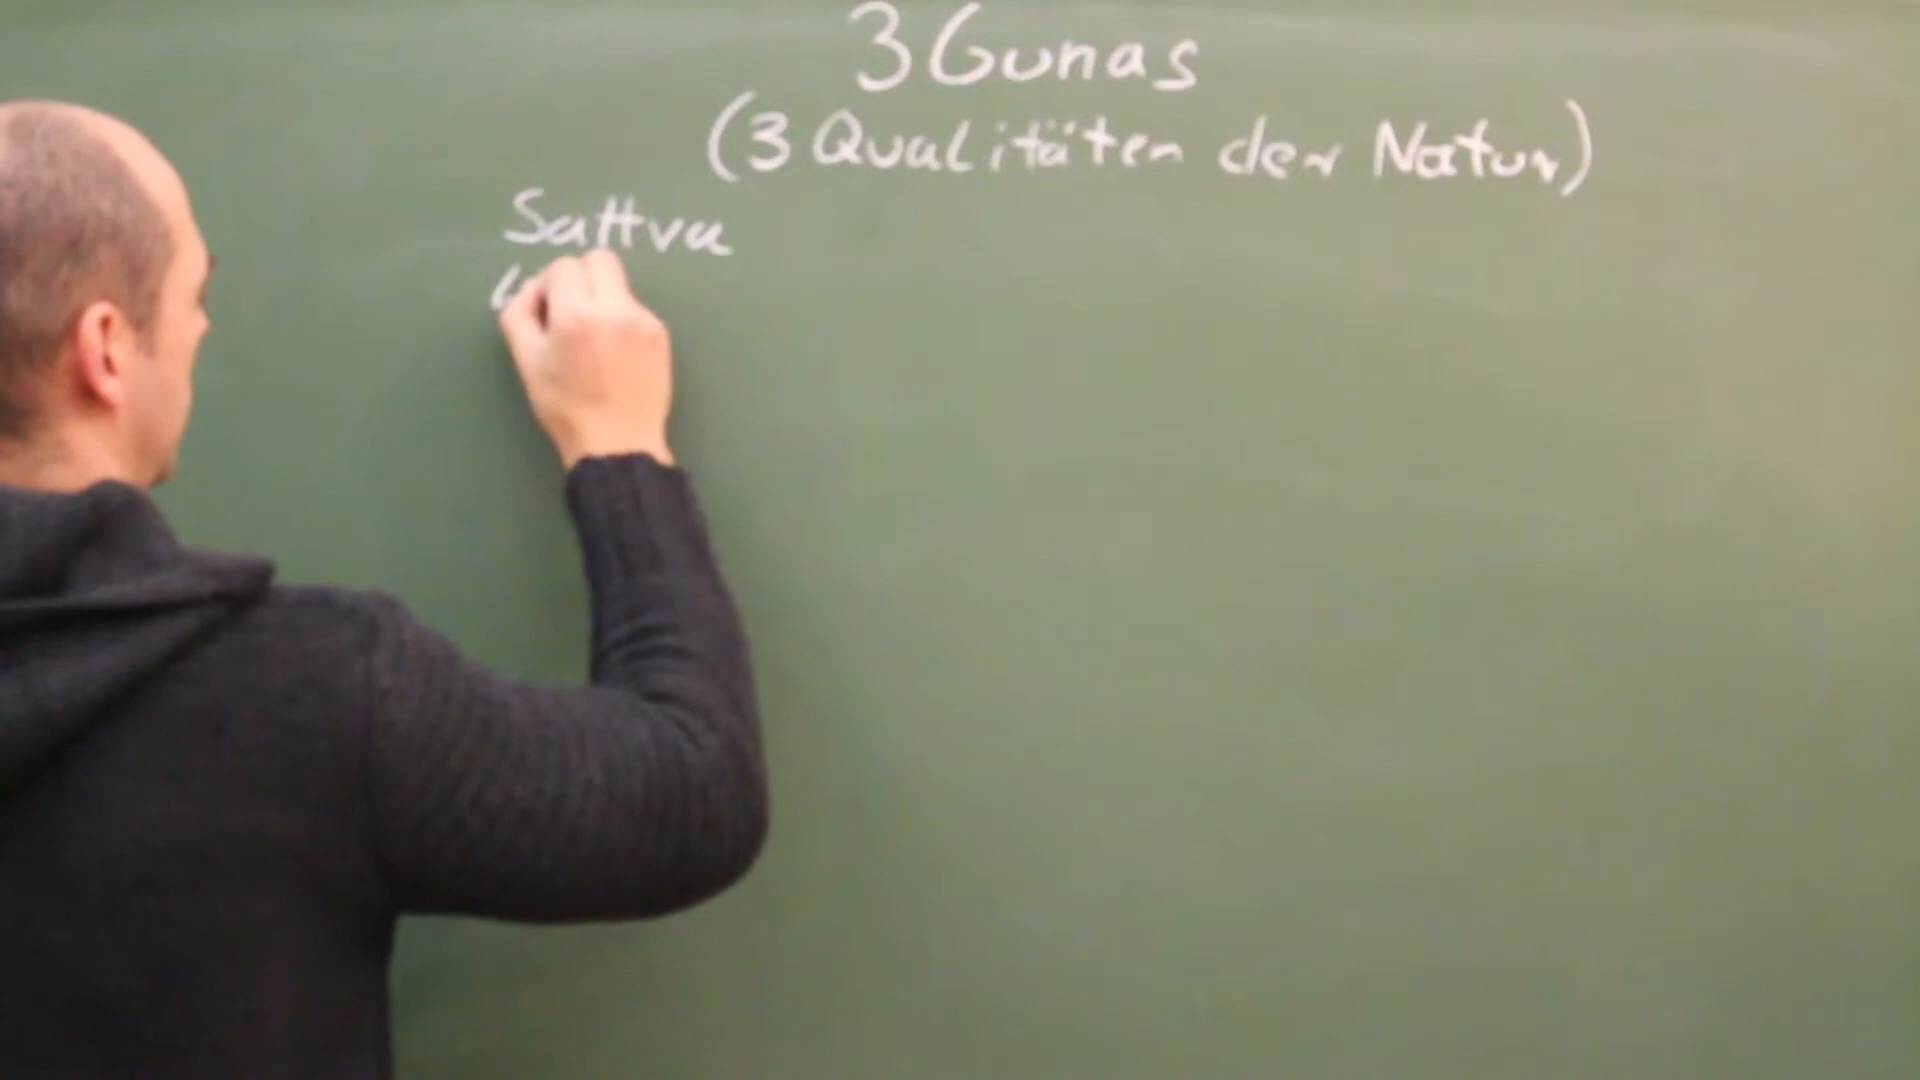 3 Gunas
(3 Qualitäten der Natur)
Sattva